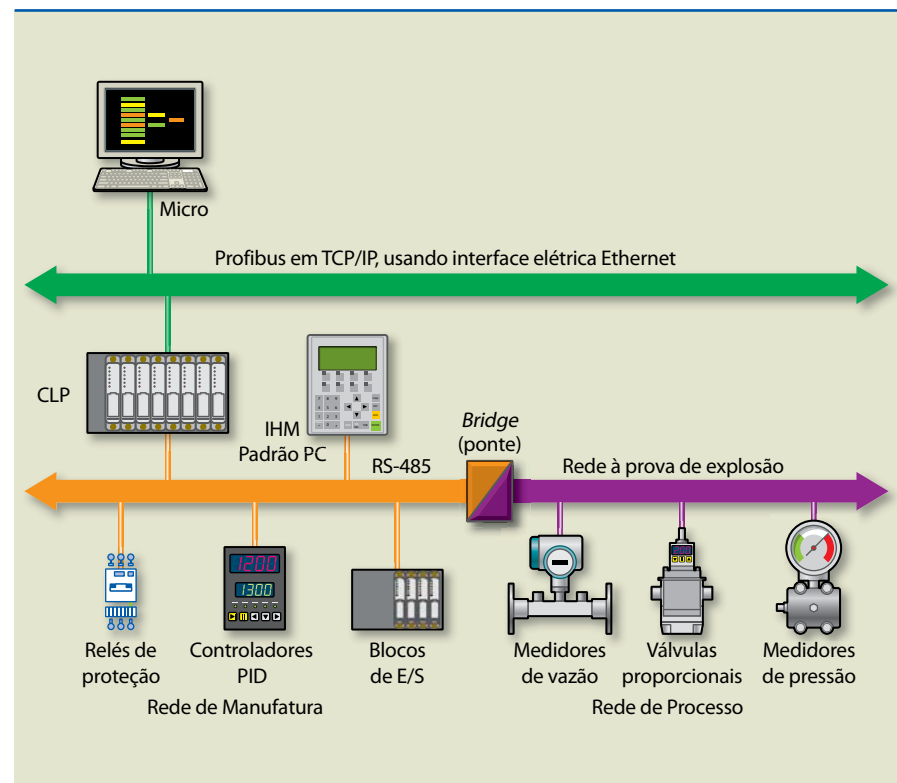 Micro
Profibus em TCP/IP, usando interface elétrica Ethernet
CLP
IHM
Padrão PC
RS-485
Bridge
(ponte)
Rede à prova de explosão
1200
1300
Relés de
proteção
Controladores
PID
Blocos
de E/S
Medidores
de vazão
Válvulas
proporcionais
Medidores
de pressão
Rede de Manufatura
Rede de Processo